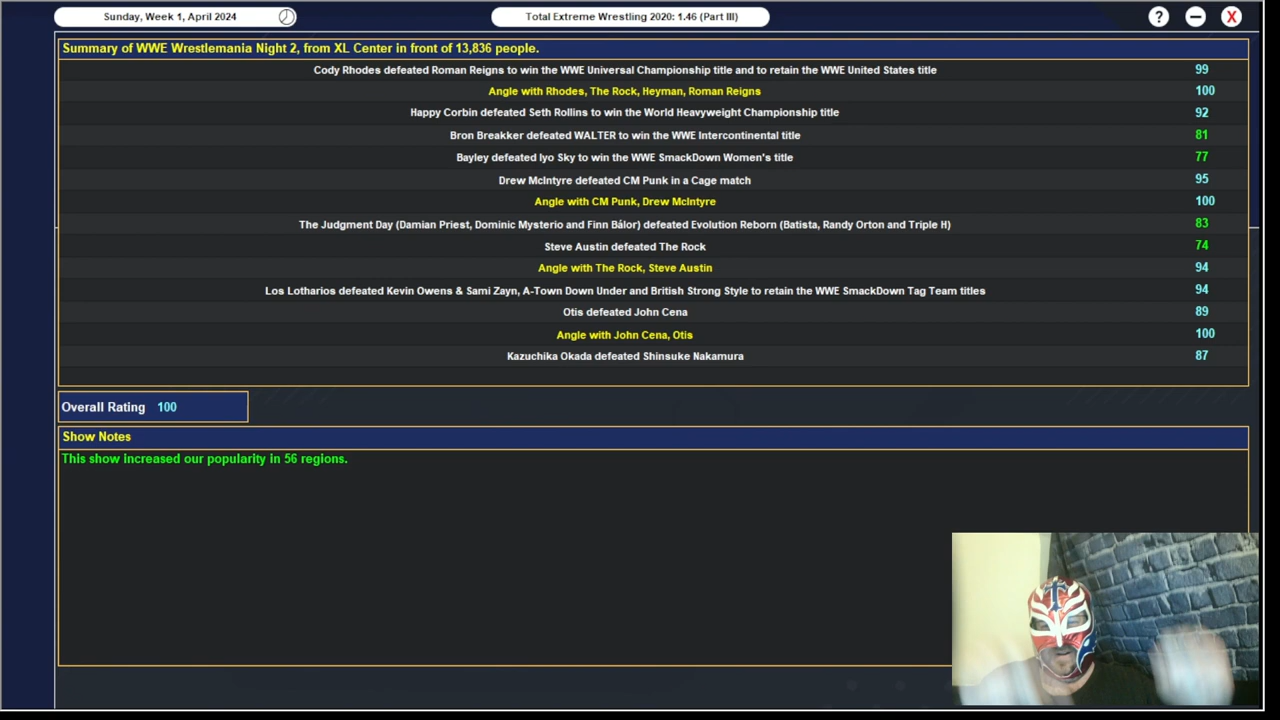 Sunday, Week 1, April 2024
Total Extreme Wrestling 2020: 1.46 (Part III)
?
X
Summary of WWE Wrestlemania Night 2, from XL Center in front of 13,836 people.
Cody Rhodes defeated Roman Reigns to win the WWE Universal Championship title and to retain the WWE United States title 99
Angle with Rhodes, The Rock, Heyman, Roman Reigns 100
Happy Corbin defeated Seth Rollins to win the World Heavyweight Championship title 92
Bron Breakker defeated WALTER to win the WWE Intercontinental title 81
Bayley defeated Iyo Sky to win the WWE SmackDown Women's title 77
Drew McIntyre defeated CM Punk in a Cage match 95
Angle with CM Punk, Drew McIntyre 100
The Judgment Day (Damian Priest, Dominic Mysterio and Finn Bálor) defeated Evolution Reborn (Batista, Randy Orton and Triple H) 83
Steve Austin defeated The Rock 74
Angle with The Rock, Steve Austin 94
Los Lotharios defeated Kevin Owens & Sami Zayn, A-Town Down Under and British Strong Style to retain the WWE SmackDown Tag Team titles 94
Otis defeated John Cena 89
Angle with John Cena, Otis 100
Kazuchika Okada defeated Shinsuke Nakamura 87
Overall Rating 100
Show Notes
This show increased our popularity in 56 regions.